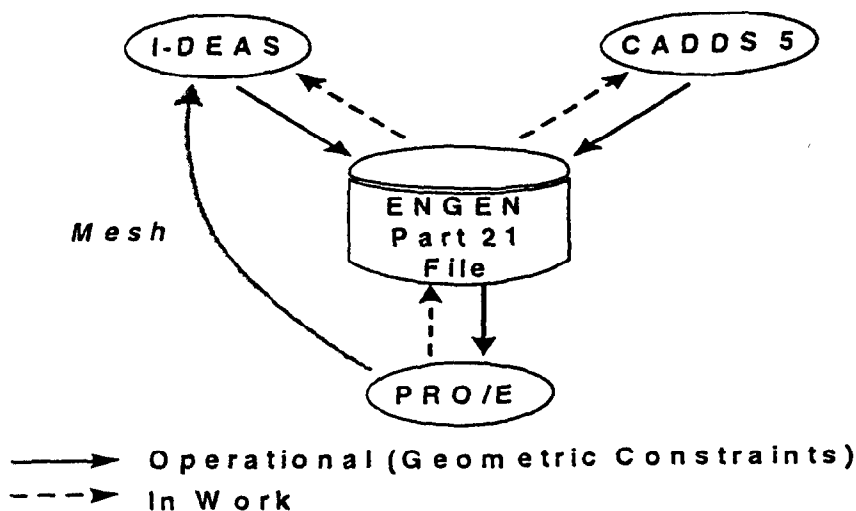 I-DEAS
CADDS 5
ENGEN
Part 21
File
Mesh
PRO/E
Operational (Geometric Constraints)
In Work